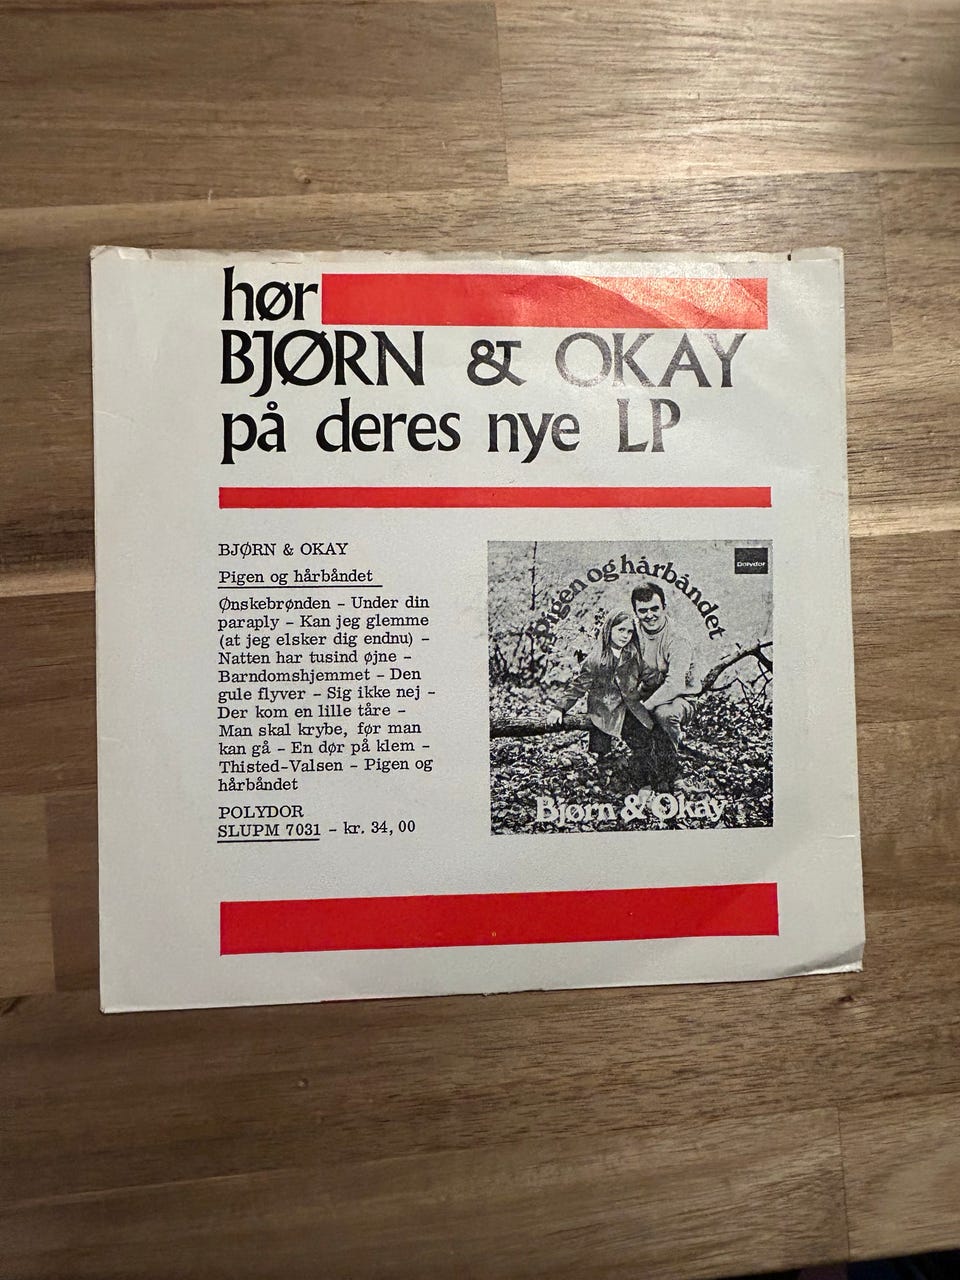 hør
BJØRN & OKAY
på deres nye LP
BJØRN & OKAY
Pigen og hårbåndet
Ønskebrønden - Under din
paraply - Kan jeg glemme
(at jeg elsker dig endnu) -
Natten har tusind øjne -
Barndomshjemmet - Den
gule flyver - Sig ikke nej -
Der kom en lille tåre -
Man skal krybe, før man
kan gå - En dør på klem -
Thisted-Valsen - Pigen og
hårbåndet
POLYDOR
SLUPM 7031 - kr. 34,00
Polydor
Pigen og hårbåndet
Bjørn & Okay